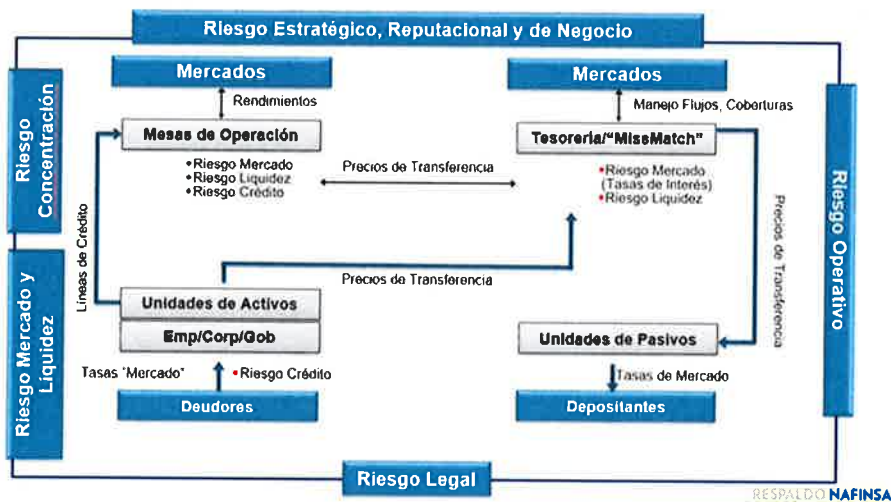 Riesgo Estratégico, Reputacional y de Negocio
Mercados
Mercados
Rendimientos
Manejo Flujos, Coberturas
Mesas de Operación
Tesoreria/"MissMatch"
•Riesgo Mercado
•Riesgo Liquidez
•Riesgo Crédito
Precios de Transferencia
•Riesgo Mercado
(Tasas de Interés)
•Riesgo Liquidez
Riesgo
Concentración
Riesgo Mercado y
Líquidez
Líneas de Crédito
Precios de Transferencia
Riesgo Operativo
Precios de Transferencia
Unidades de Activos
Emp/Corp/Gob
Unidades de Pasivos
Tasas "Mercado"
•Riesgo Crédito
Tasas de Mercado
Deudores
Depositantes
Riesgo Legal
RESPALDO NAFINSA